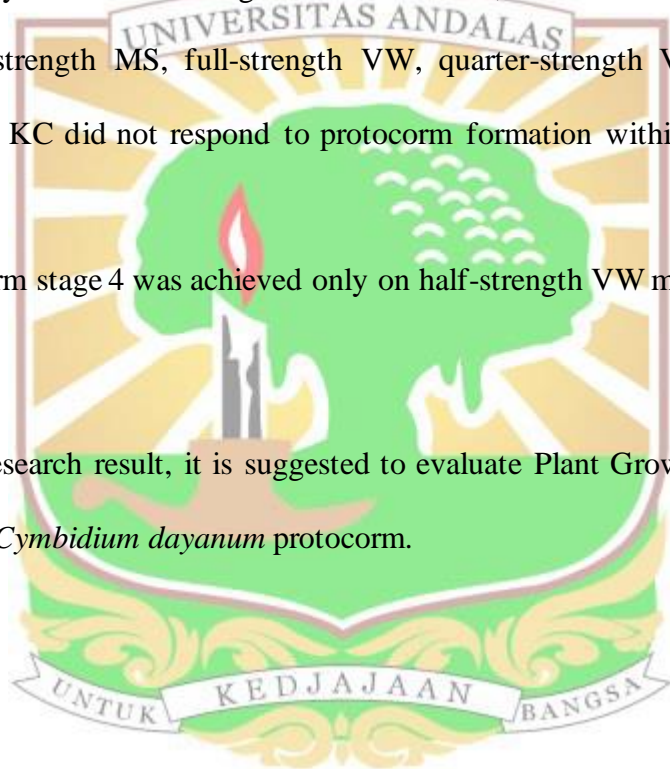 UNIVERSITAS ANDALAS
strength MS, full-strength VW, quarter-strength
KC did not respond to protocorm formation within
rm stage 4 was achieved only on half-strength VW m
esearch result, it is suggested to evaluate Plant Grow
Cymbidium dayanum protocorm.
UNTUK KEDJAJAAN BANGSA